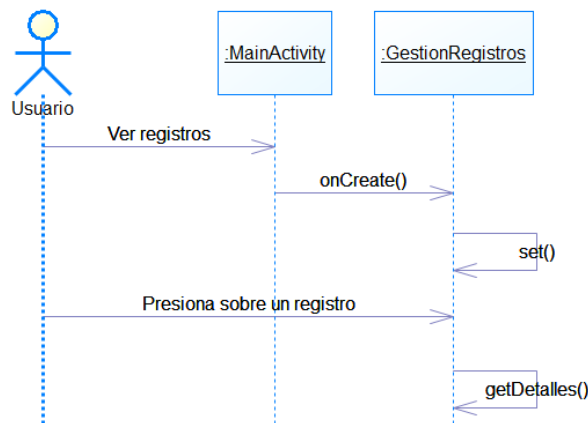 :MainActivity
:GestionRegistros
Usuario
Ver registros
onCreate()
set()
Presiona sobre un registro
getDetalles()